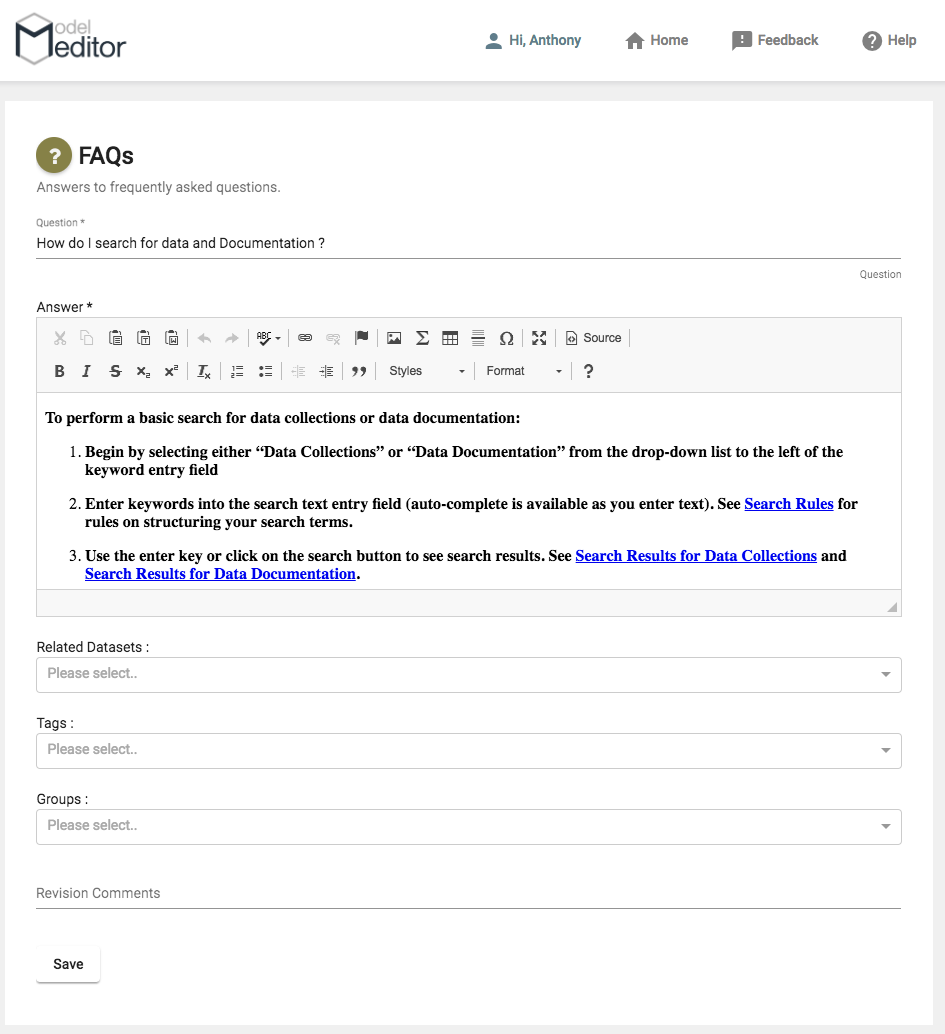 Model
Meditor
Hi, Anthony
Home
Feedback
Help
? FAQs
Answers to frequently asked questions.
Question *
How do I search for data and Documentation ?
Question
Answer *
ABC
Σ
Ω
Source
B I S x₂ x² Tx
Styles
Format
?
To perform a basic search for data collections or data documentation:
1. Begin by selecting either “Data Collections” or “Data Documentation” from the drop-down list to the left of the
keyword entry field
2. Enter keywords into the search text entry field (auto-complete is available as you enter text). See Search Rules for
rules on structuring your search terms.
3. Use the enter key or click on the search button to see search results. See Search Results for Data Collections and
Search Results for Data Documentation.
Related Datasets :
Please select..
Tags :
Please select..
Groups :
Please select..
Revision Comments
Save